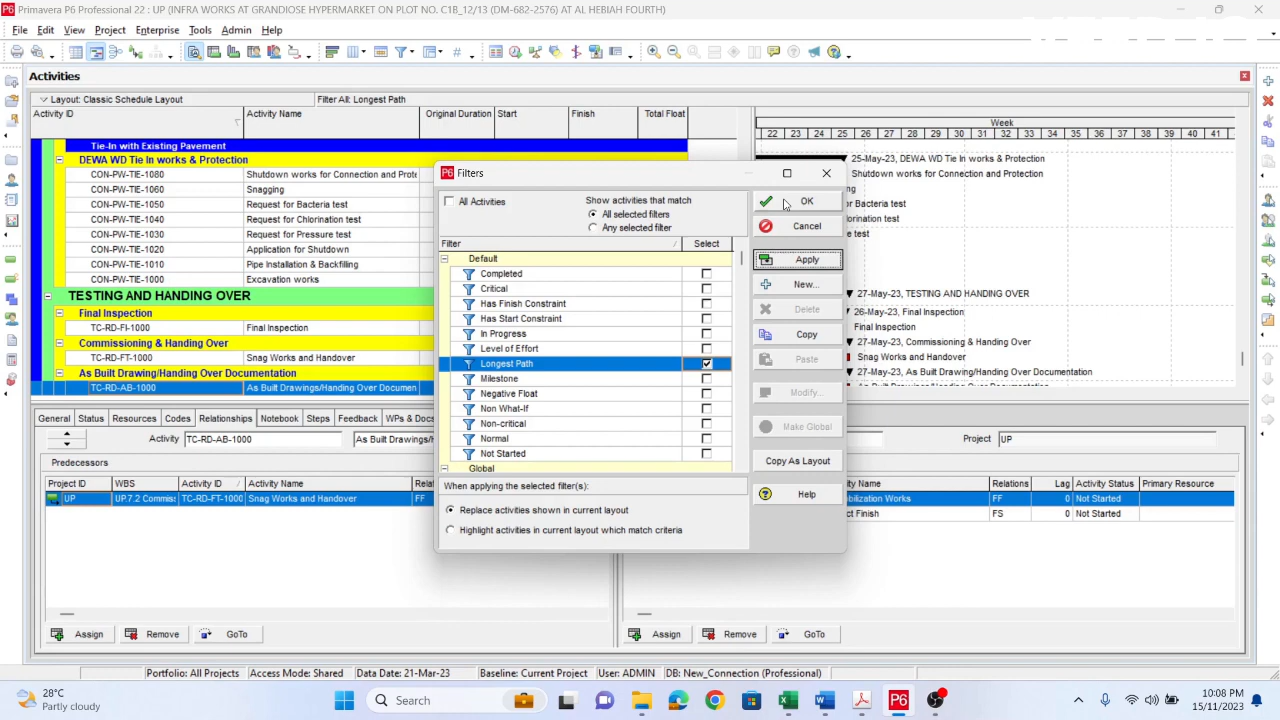 Primavera P6 Professional 22 : UP (INFRA WORKS AT GRANDIOSE HYPERMARKET ON PLOT NO.C18_12/13 (DM-682-2576) AT AL HEBIAH FOURTH)
File Edit View Project Enterprise Tools Admin Help
Activities
Layout: Classic Schedule Layout Filter All: Longest Path
Activity ID Activity Name Original Duration Start Finish Total Float Week
22 23 24 25 26 27 28 29 30 31 32 33 34 35 36 37 38 39 40 41
Tie-In with Existing Pavement
DEWA WD Tie In works & Protection 25-May-23, DEWA WD Tie In works & Protection
CON-PW-TIE-1080 Shutdown works for Connection and Prote Shutdown works for Connection and Protection
CON-PW-TIE-1060 Snagging
CON-PW-TIE-1050 Request for Bacteria test r Bacteria test
CON-PW-TIE-1040 Request for Chlorination test
CON-PW-TIE-1030 Request for Pressure test
CON-PW-TIE-1020 Application for Shutdown
CON-PW-TIE-1010 Pipe Installation & Backfilling
CON-PW-TIE-1000 Excavation works
TESTING AND HANDING OVER 27-May-23, TESTING AND HANDING OVER
Final Inspection 26-May-23, Final Inspection
TC-RD-FI-1000 Final Inspection Final Inspection
Commissioning & Handing Over 27-May-23, Commissioning & Handing Over
TC-RD-FT-1000 Snag Works and Handover Snag Works and Handover
As Built Drawing/Handing Over Documentation 27-May-23, As Built Drawing/Handing Over Documentation
TC-RD-AB-1000 As Built Drawings/Handing Over Documen As Built Drawings/Handing Over Documentation
General Status Resources Codes Relationships Notebook Steps Feedback WPs & Docs
Activity TC-RD-AB-1000 As Built Drawings/H Project UP
Predecessors
Project ID WBS Activity ID Activity Name Rela
UP UP.7.2 Commis: TC-RD-FT-1000 Snag Works and Handover FF
y Name Relations Lag Activity Status Primary Resource
bilization Works FF 0 Not Started
ct Finish FS 0 Not Started
Assign Remove GoTo Assign Remove GoTo
P6 Filters
All Activities
Show activities that match
All selected filters
Any selected filter
Filter Select
Default
Completed
Critical
Has Finish Constraint
Has Start Constraint
In Progress
Level of Effort
Longest Path
Milestone
Negative Float
Non What-If
Non-critical
Normal
Not Started
Global
When applying the selected filter(s):
Replace activities shown in current layout
Highlight activities in current layout which match criteria
OK
Cancel
Apply
New...
Delete
Copy
Paste
Modify...
Make Global
Copy As Layout
Help
Portfolio: All Projects Access Mode: Shared Data Date: 21-Mar-23 Baseline: Current Project User: ADMIN DB: New_Connection (Professional)
28°C
Partly cloudy
Search
P6
10:08 PM
15/11/2023